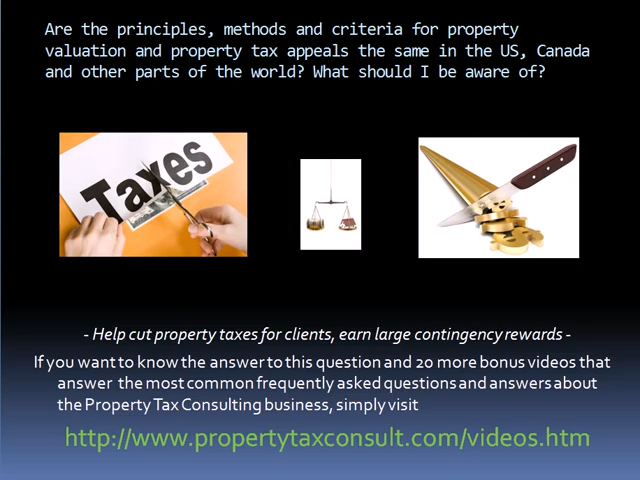 Are the principles, methods and criteria for property
valuation and property tax appeals the same in the US, Canada
and other parts of the world? What should I be aware of?
Taxes
- Help cut property taxes for clients, earn large contingency rewards -
If you want to know the answer to this question and 20 more bonus videos that
answer the most common frequently asked questions and answers about
the Property Tax Consulting business, simply visit
http://www.propertytaxconsult.com/videos.htm